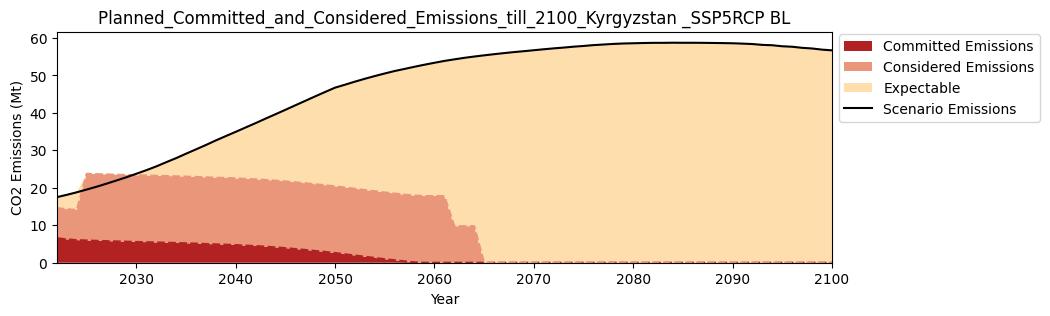 Planned_Committed_and_Considered_Emissions_till_2100_Kyrgyzstan _SSP5RCP BL
60
50
40
30
20
10
0
CO2 Emissions (Mt)
2030 2040 2050 2060 2070 2080 2090 2100
Year
Committed Emissions
Considered Emissions
Expectable
Scenario Emissions